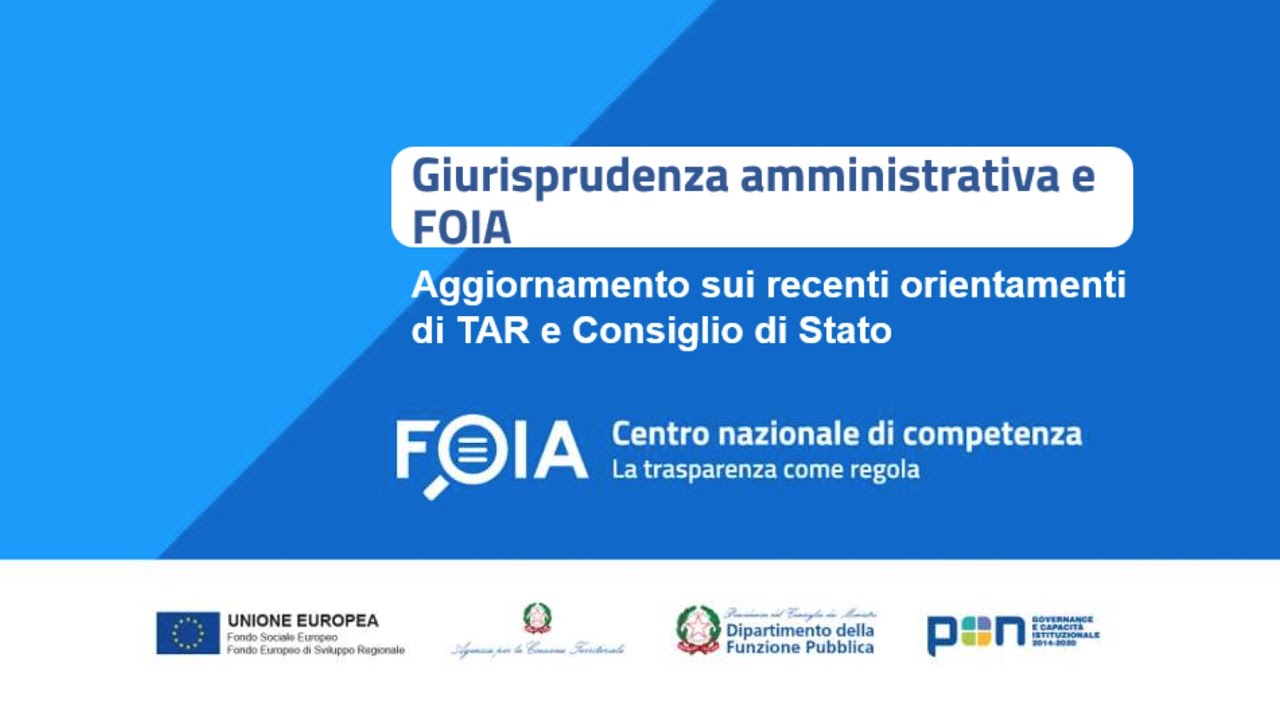 Giurisprudenza amministrativa e
FOIA
Aggiornamento sui recenti orientamenti
di TAR e Consiglio di Stato
FOIA
Centro nazionale di competenza
La trasparenza come regola
UNIONE EUROPEA
Fondo Sociale Europeo
Fondo Europeo di Sviluppo Regionale
Agenzia per la Coesione Territoriale
Presidenza del Consiglio dei Ministri
Dipartimento della
Funzione Pubblica
pon
GOVERNANCE
E CAPACITÀ
ISTITUZIONALE
2014-2020